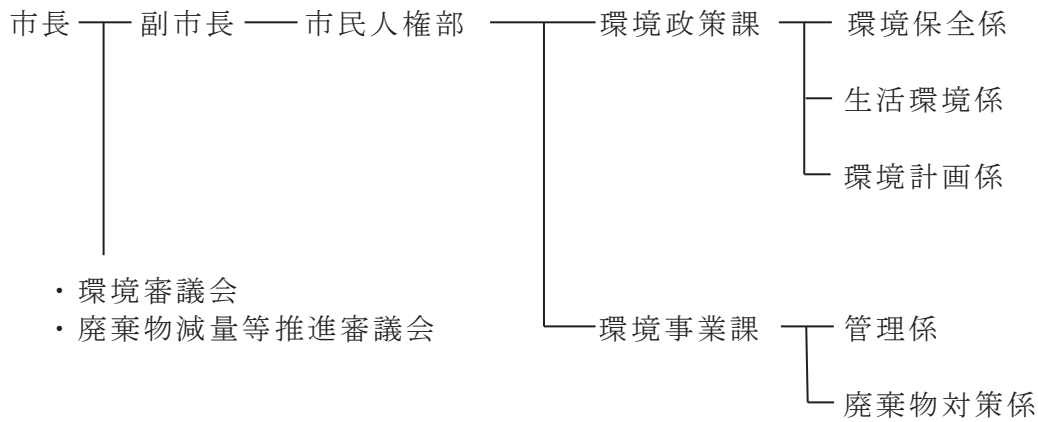 市長 副市長 市民人権部 環境政策課 環境保全係
生活環境係
環境計画係
・環境審議会
・廃棄物減量等推進審議会 環境事業課 管理係
廃棄物対策係